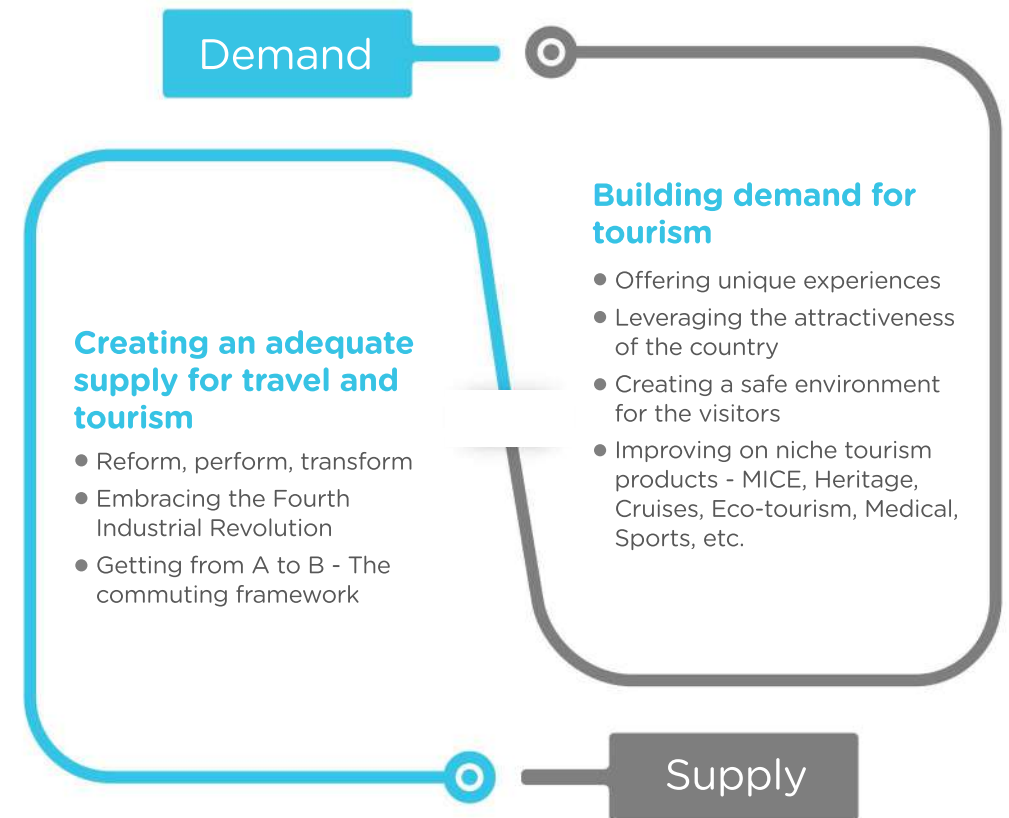 Demand
Building demand for
tourism
● Offering unique experiences
● Leveraging the attractiveness
of the country
● Creating a safe environment
for the visitors
● Improving on niche tourism
products - MICE, Heritage,
Cruises, Eco-tourism, Medical,
Sports, etc.
Creating an adequate
supply for travel and
tourism
● Reform, perform, transform
● Embracing the Fourth
Industrial Revolution
● Getting from A to B - The
commuting framework
Supply